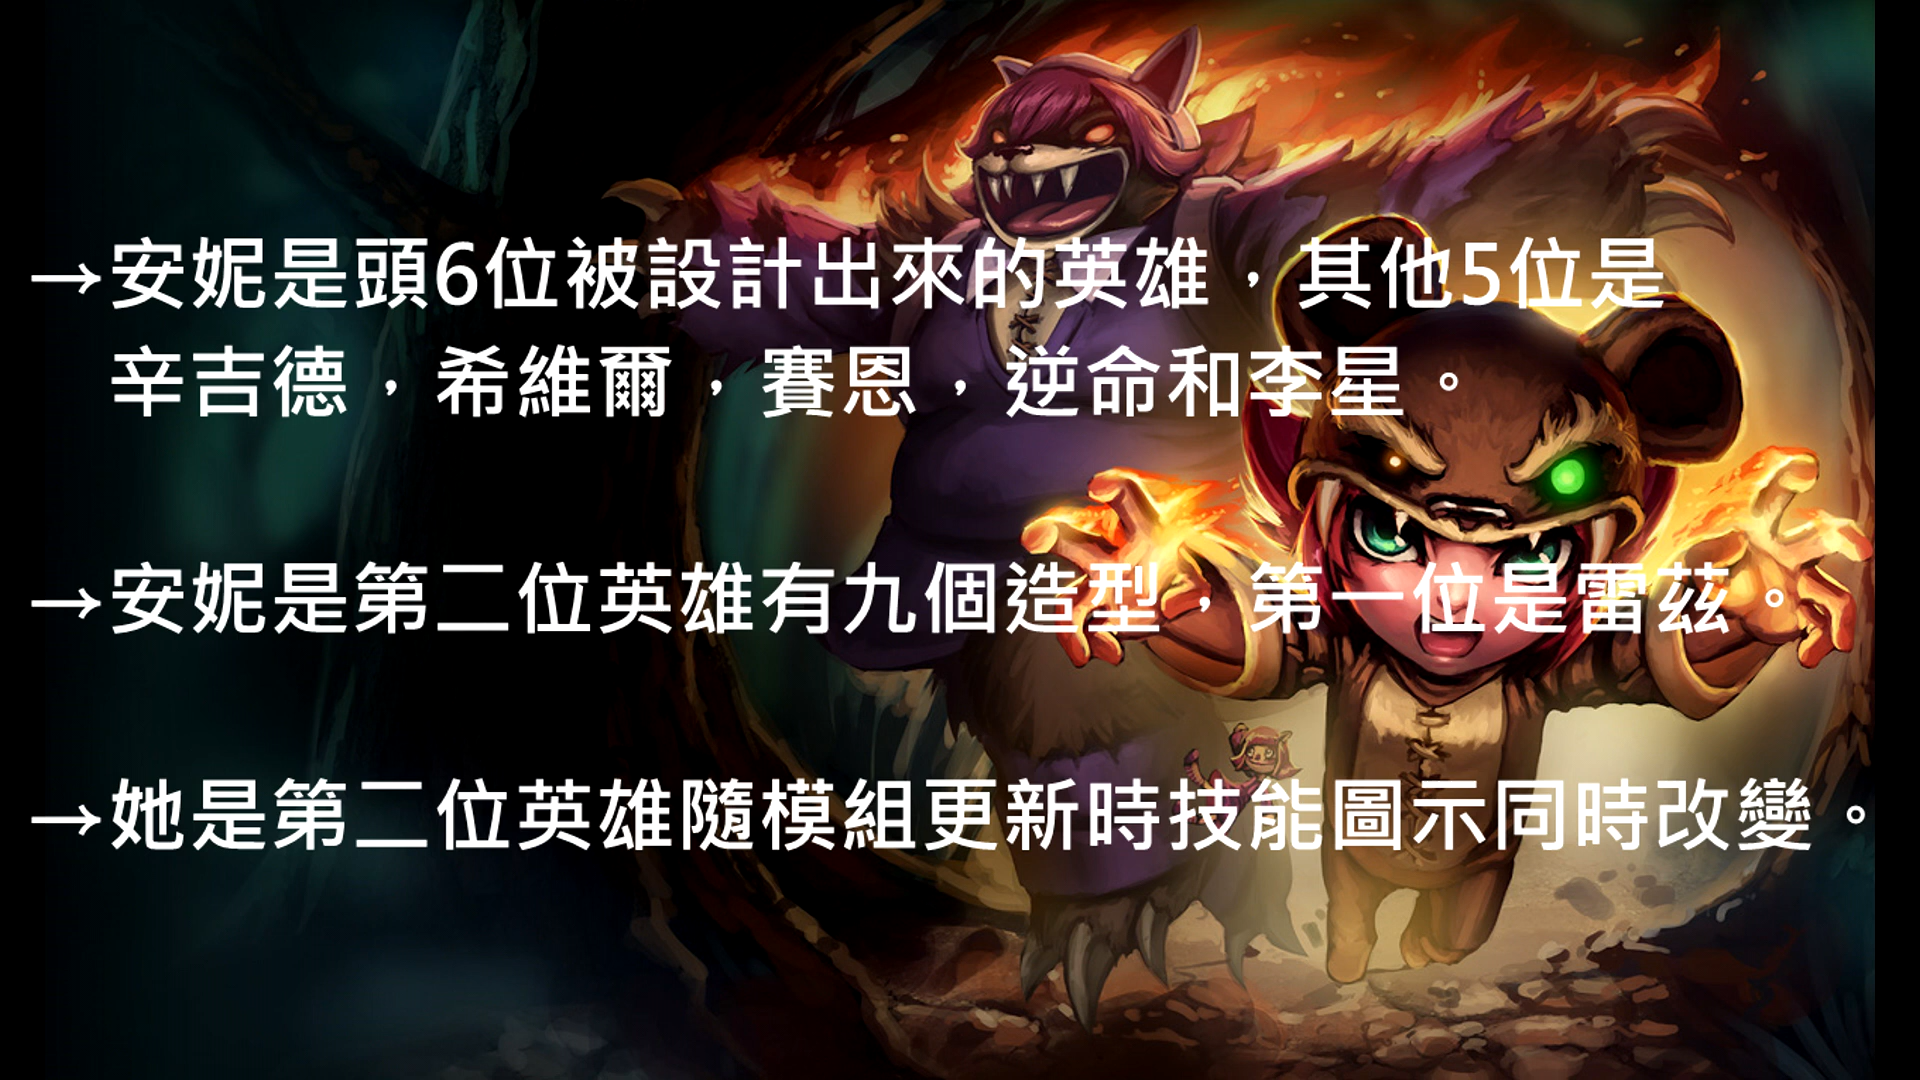 →安妮是頭6位被設計出來的英雄，其他5位是
辛吉德，希維爾，賽恩，逆命和李星。
→安妮是第二位英雄有九個造型，第一位是雷茲。
→她是第二位英雄隨模組更新時技能圖示同時改變。